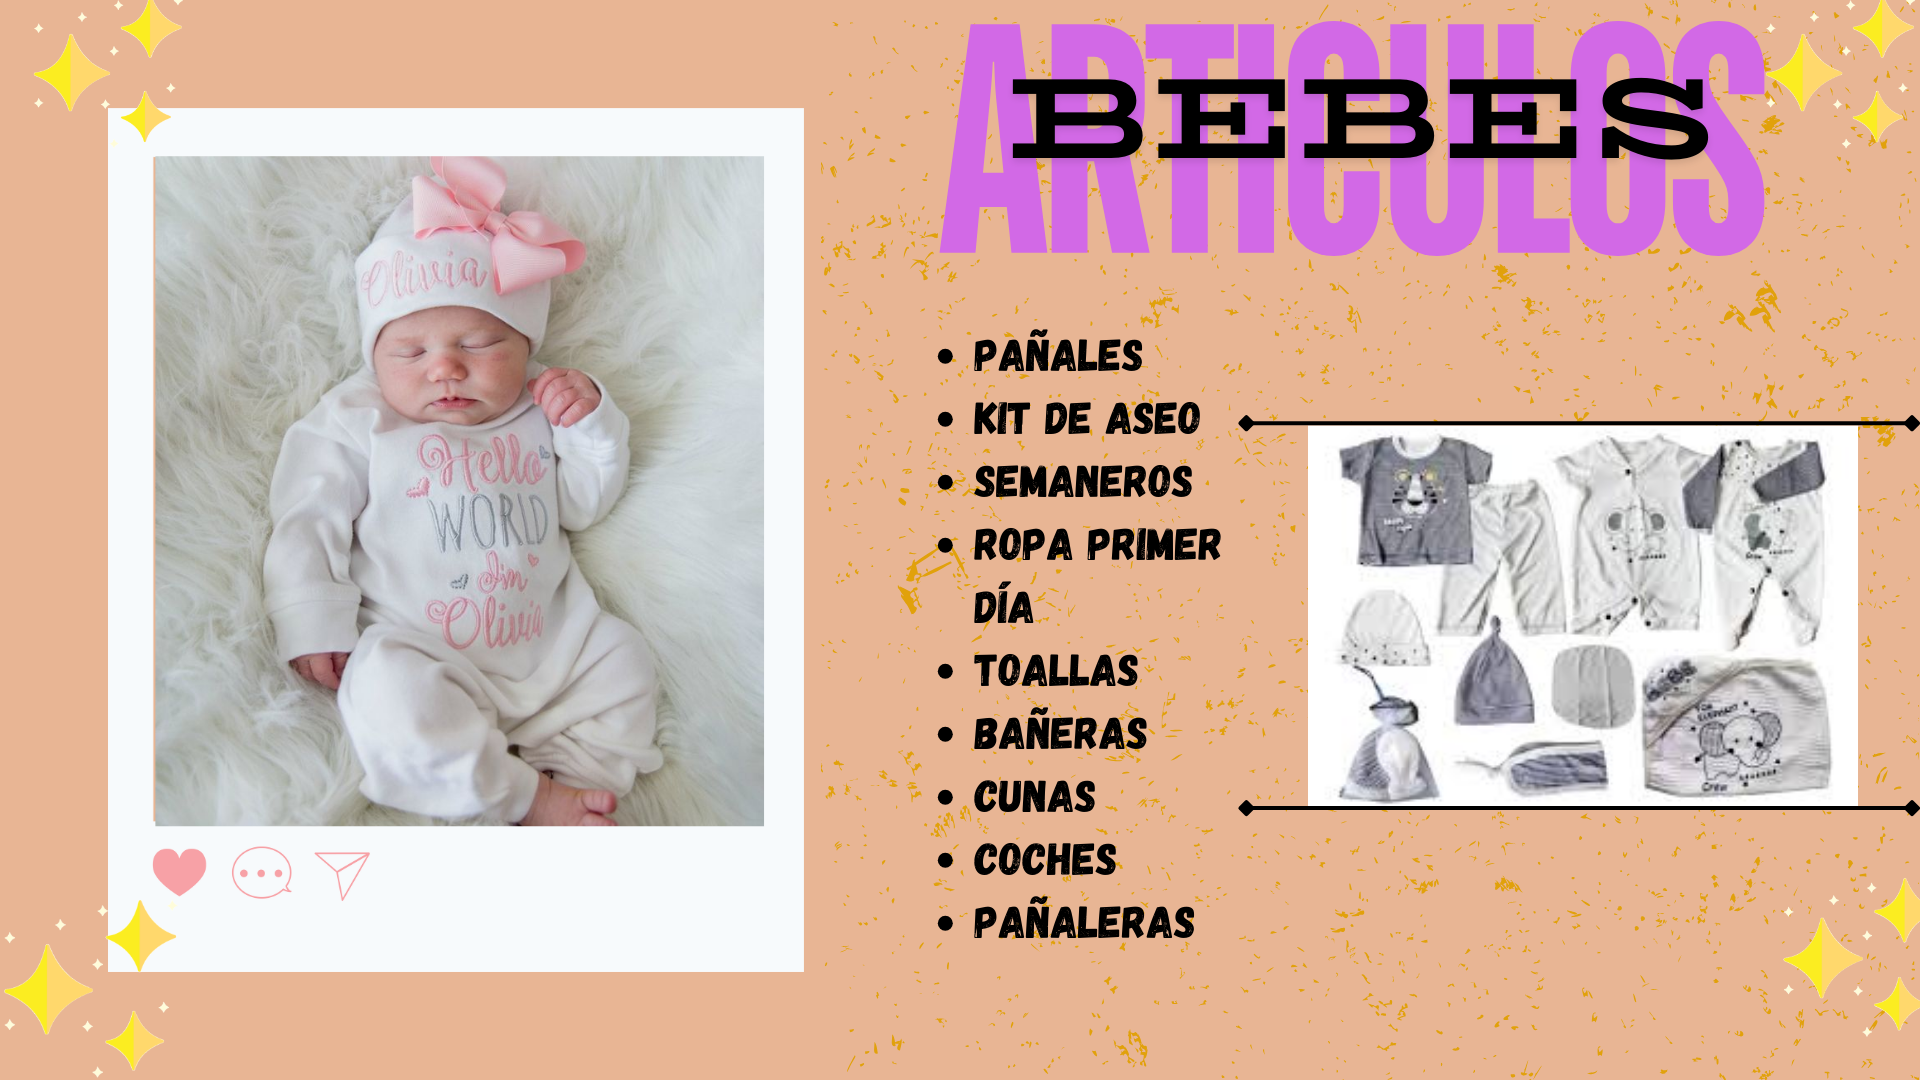 ARTICULOS
BEBES
Olivia
Hello
WORLD
I'm
Olivia
PAÑALES
KIT DE ASEO
SEMANEROS
ROPA PRIMER
DÍA
TOALLAS
BAÑERAS
CUNAS
COCHES
PAÑALERAS